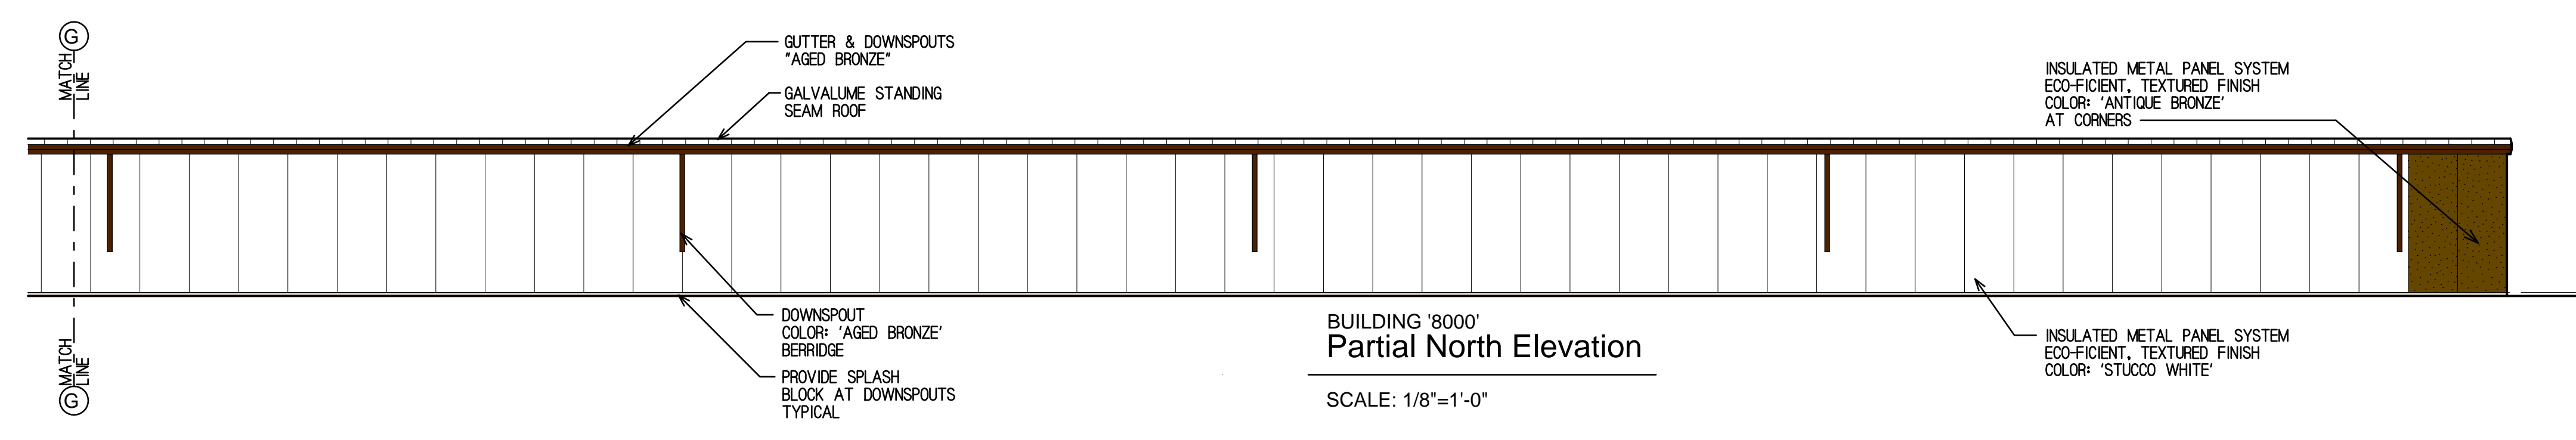 G
MATCH
LINE
GUTTER & DOWNSPOUTS
"AGED BRONZE"
GALVALUME STANDING
SEAM ROOF
INSULATED METAL PANEL SYSTEM
ECO-FICIENT, TEXTURED FINISH
COLOR: 'ANTIQUE BRONZE'
AT CORNERS
MATCH
LINE
G
DOWNSPOUT
COLOR: 'AGED BRONZE'
BERRIDGE
PROVIDE SPLASH
BLOCK AT DOWNSPOUTS
TYPICAL
BUILDING '8000'
Partial North Elevation
SCALE: 1/8"=1'-0"
INSULATED METAL PANEL SYSTEM
ECO-FICIENT, TEXTURED FINISH
COLOR: 'STUCCO WHITE'